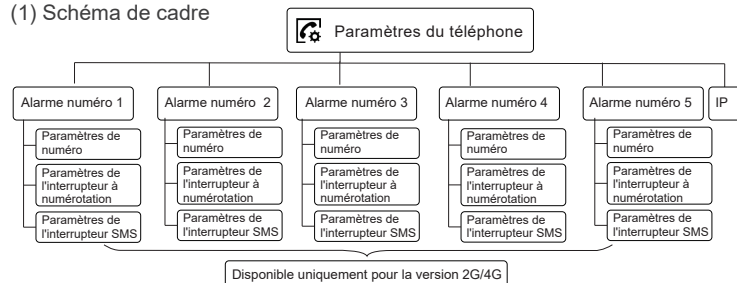 (1) Schéma de cadre
Paramètres du téléphone
Alarme numéro 1
Paramètres de
numéro
Paramètres de
l'interrupteur à
numérotation
Paramètres de
l'interrupteur SMS
Alarme numéro 2
Paramètres de
numéro
Paramètres de
l'interrupteur à
numérotation
Paramètres de
l'interrupteur SMS
Alarme numéro 3
Paramètres de
numéro
Paramètres de
l'interrupteur à
numérotation
Paramètres de
l'interrupteur SMS
Alarme numéro 4
Paramètres de
numéro
Paramètres de
l'interrupteur à
numérotation
Paramètres de
l'interrupteur SMS
Alarme numéro 5
Paramètres de
numéro
Paramètres de
l'interrupteur à
numérotation
Paramètres de
l'interrupteur SMS
IP
Disponible uniquement pour la version 2G/4G